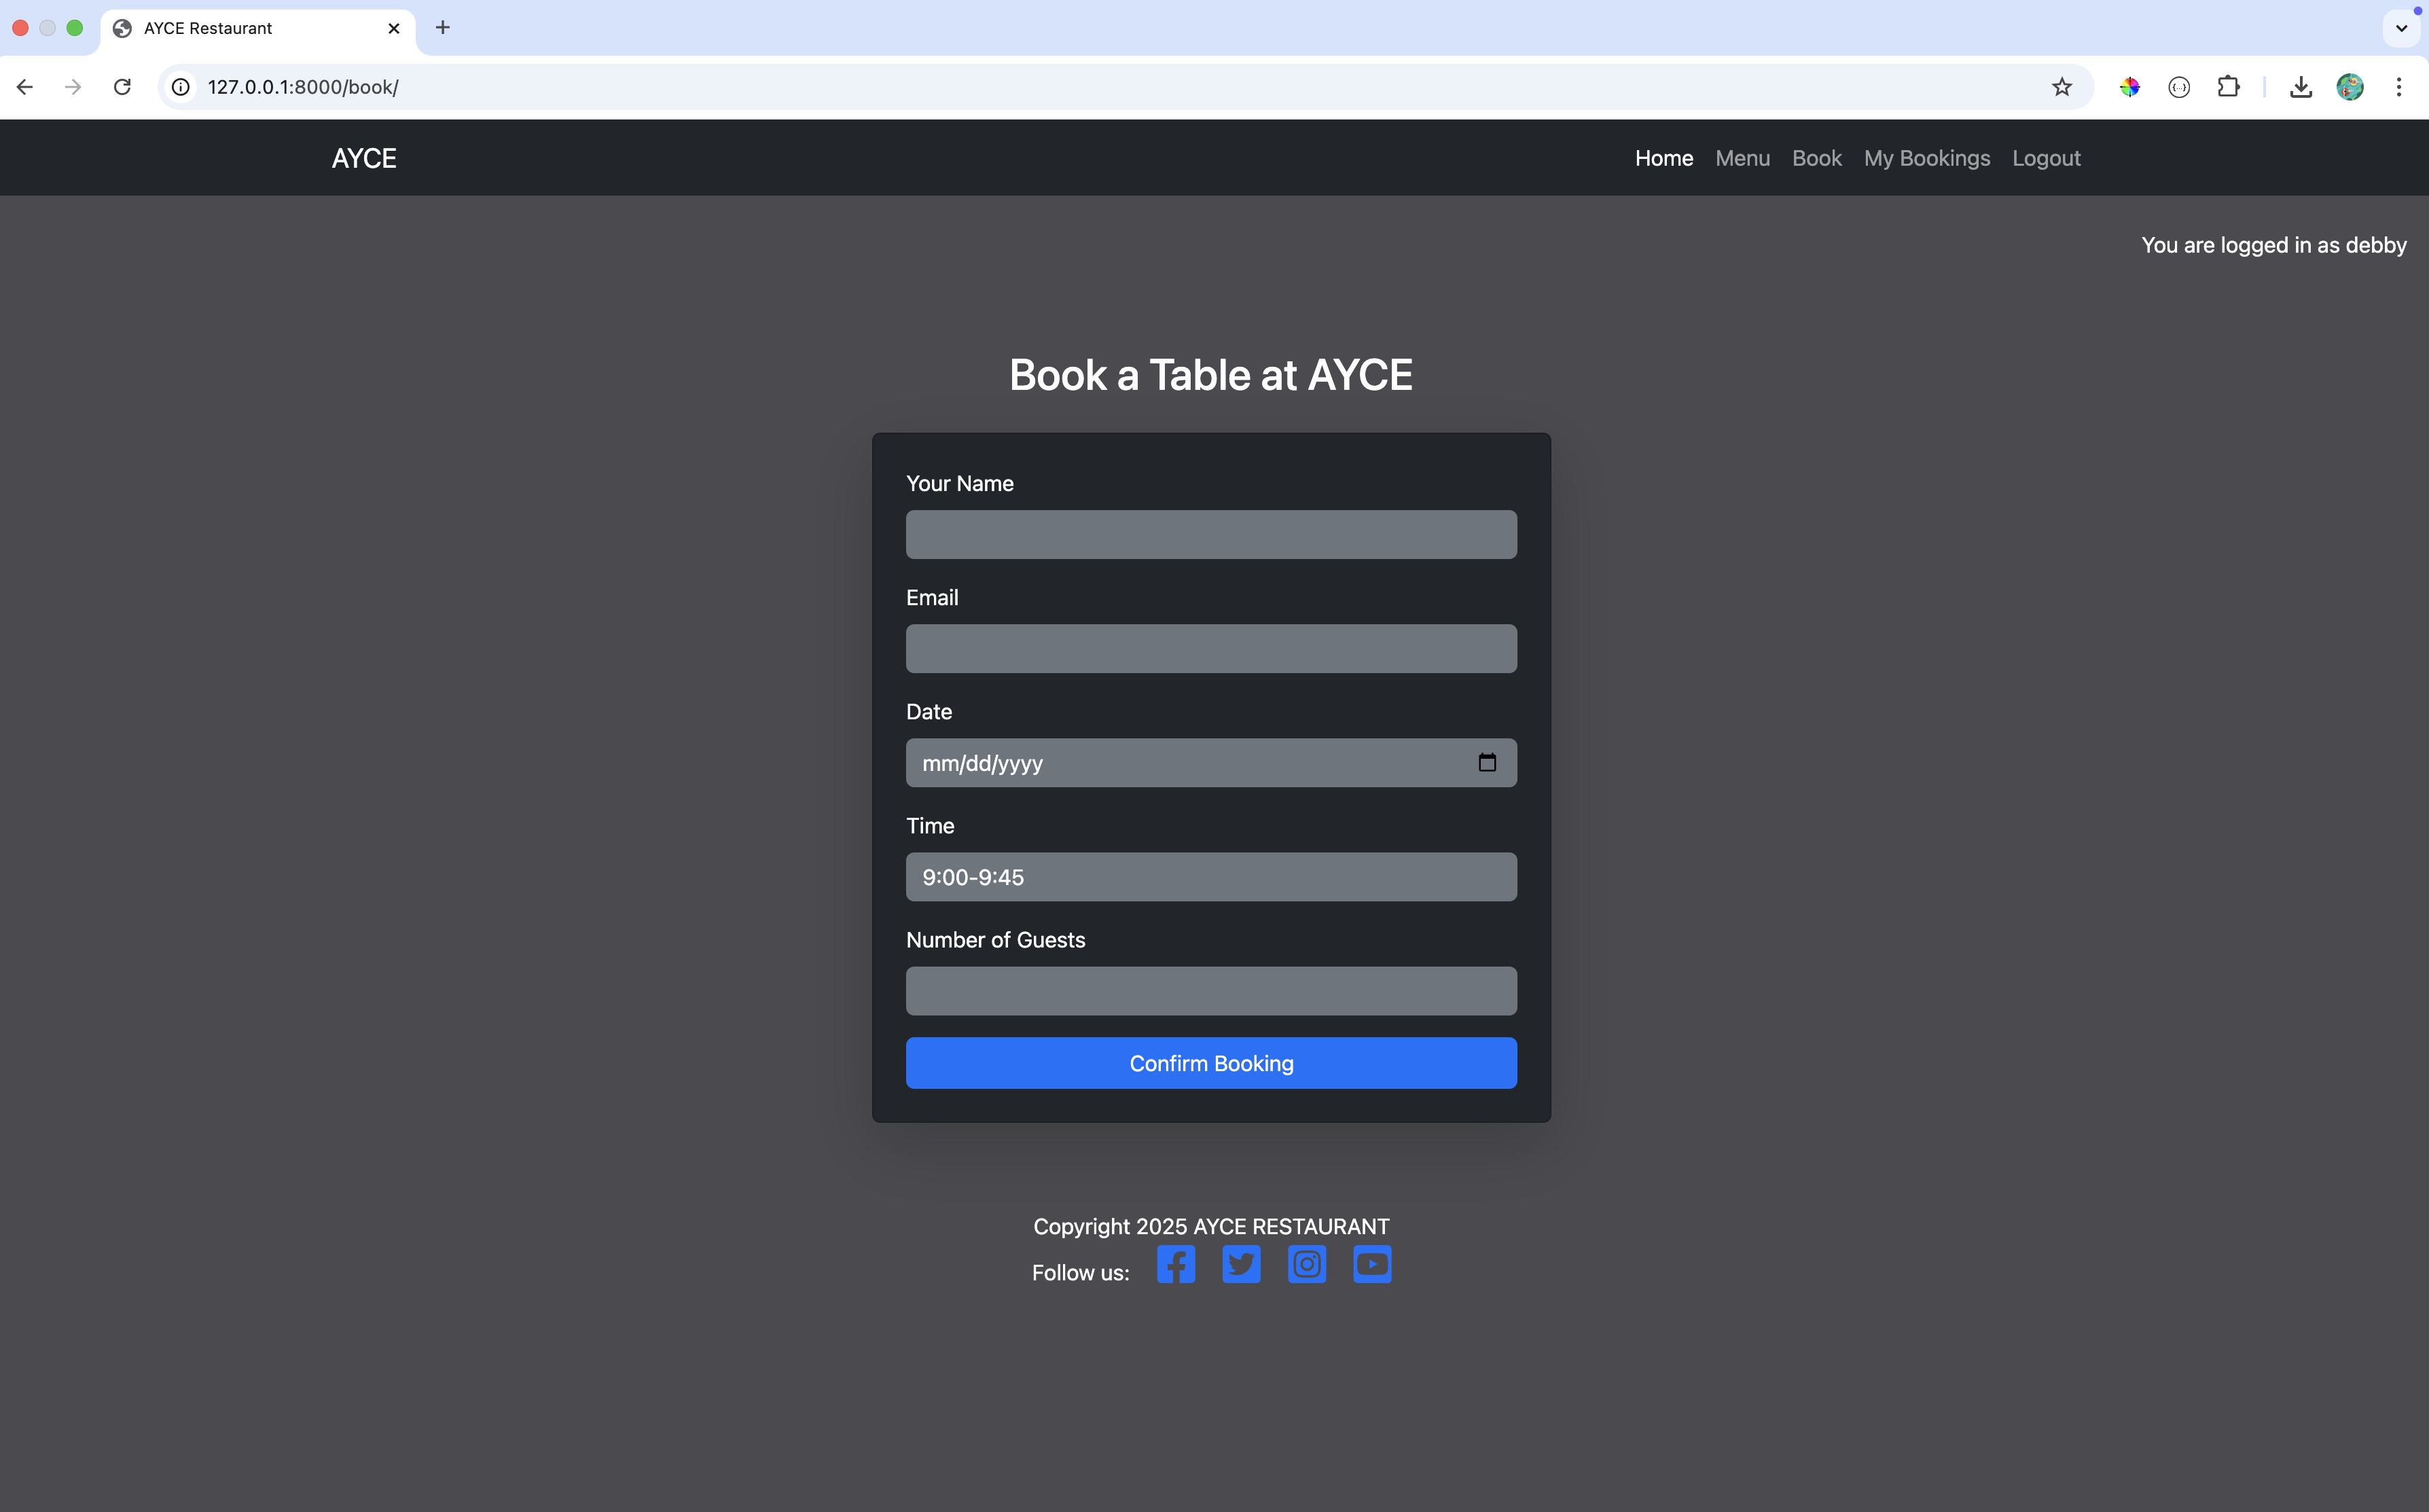 AYCE Restaurant
127.0.0.1:8000/book/
AYCE
Home Menu Book My Bookings Logout
You are logged in as debby
Book a Table at AYCE
Your Name
Email
Date
mm/dd/yyyy
Time
9:00-9:45
Number of Guests
Confirm Booking
Copyright 2025 AYCE RESTAURANT
Follow us: